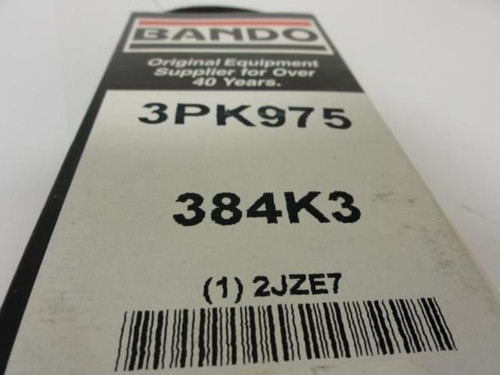 BANDO
Original Equipment
Supplier for Over
40 Years.
3PK975
384K3
(1) 2JZE7